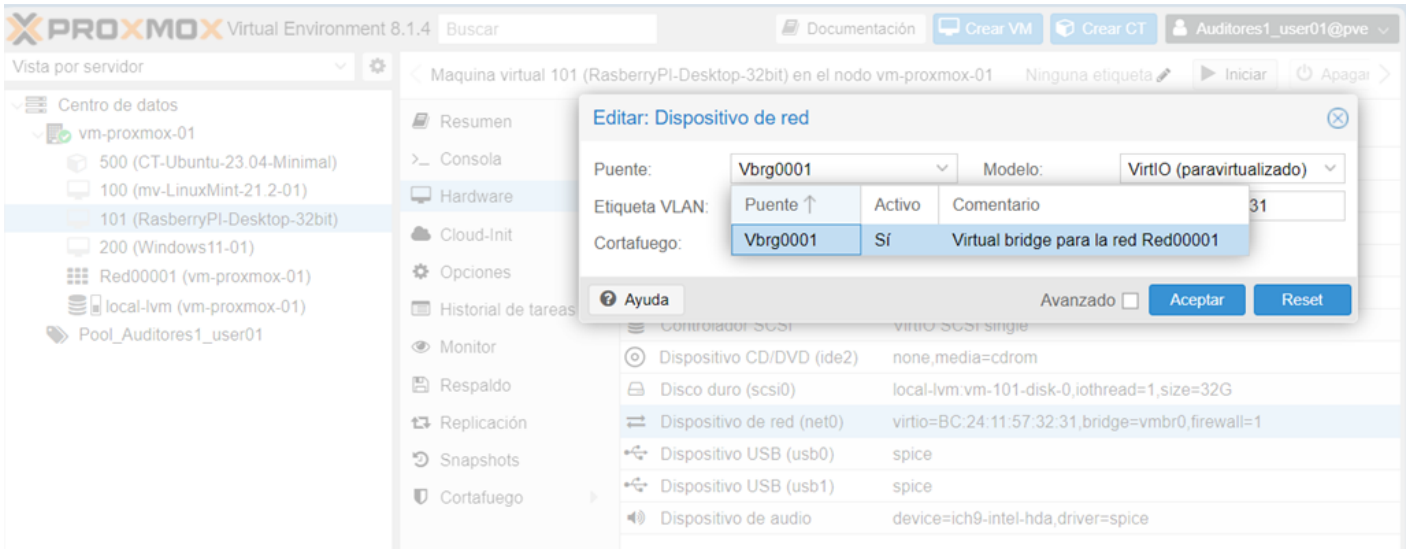 PROXMOX Virtual Environment 8.1.4 Buscar Documentación Crear VM Crear CT Auditores1_user01@pve
Vista por servidor
Maquina virtual 101 (RasberryPI-Desktop-32bit) en el nodo vm-proxmox-01 Ninguna etiqueta Iniciar Apagar
Centro de datos
vm-proxmox-01
500 (CT-Ubuntu-23.04-Minimal)
100 (mv-LinuxMint-21.2-01)
101 (RasberryPI-Desktop-32bit)
200 (Windows11-01)
Red00001 (vm-proxmox-01)
local-lvm (vm-proxmox-01)
Pool_Auditores1_user01
Resumen
>_ Consola
Hardware
Cloud-Init
Opciones
Historial de tareas
Monitor
Respaldo
Replicación
Snapshots
Cortafuego
Editar: Dispositivo de red
Puente: Vbrg0001 Modelo: VirtIO (paravirtualizado)
Etiqueta VLAN: 31
Cortafuego:
Puente ↑ Activo Comentario
Vbrg0001 Sí Virtual bridge para la red Red00001
Ayuda Avanzado Aceptar Reset
Controlador SCSI VirtIO SCSI single
Dispositivo CD/DVD (ide2) none,media=cdrom
Disco duro (scsi0) local-lvm:vm-101-disk-0,iothread=1,size=32G
Dispositivo de red (net0) virtio=BC:24:11:57:32:31,bridge=vmbr0,firewall=1
Dispositivo USB (usb0) spice
Dispositivo USB (usb1) spice
Dispositivo de audio device=ich9-intel-hda,driver=spice